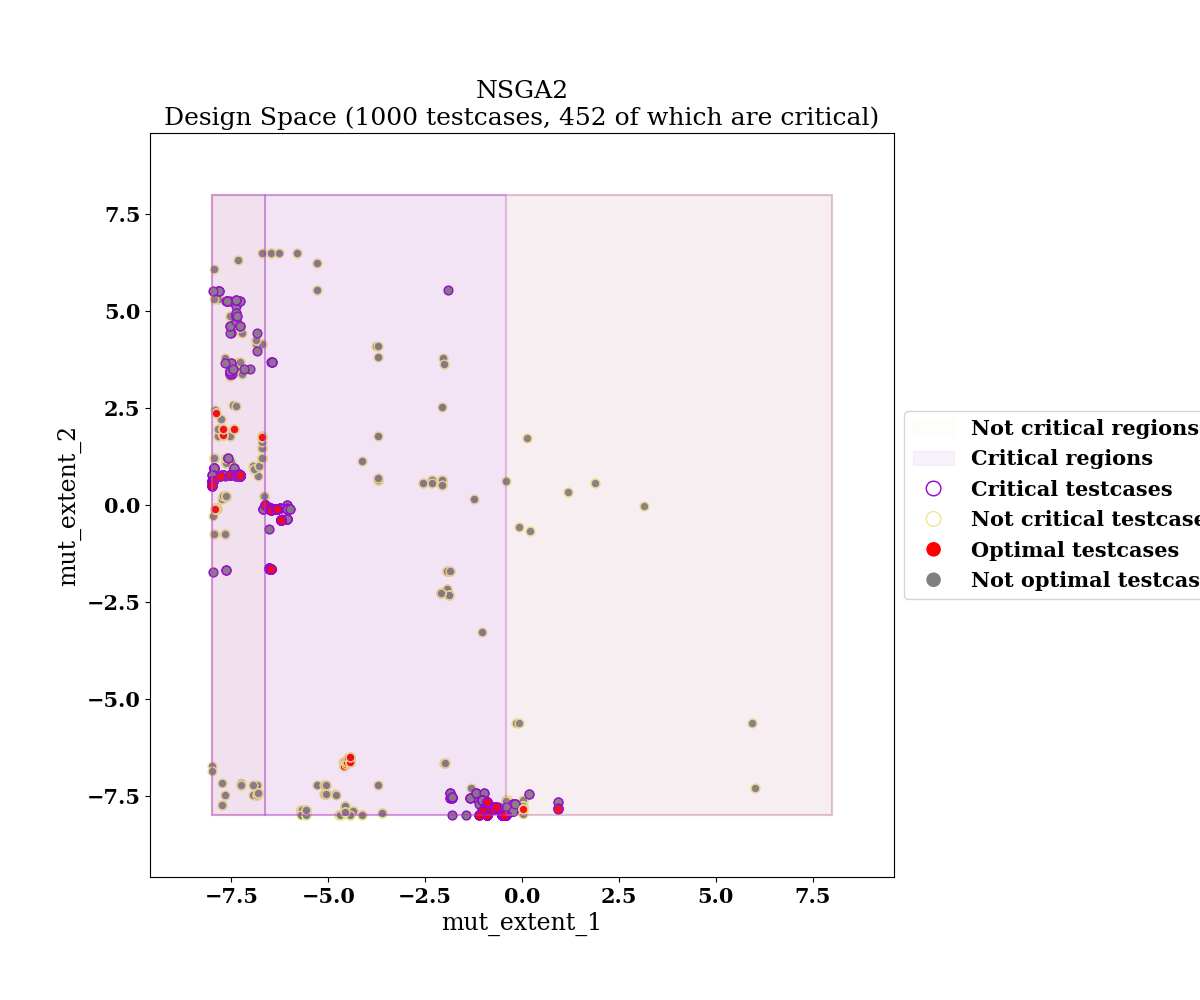 NSGA2
Design Space (1000 testcases, 452 of which are critical)
mut_extent_2
7.5
5.0
2.5
0.0
−2.5
−5.0
−7.5
−7.5
−5.0
−2.5
0.0
2.5
5.0
7.5
mut_extent_1
Not critical regions
Critical regions
Critical testcases
Not critical testcase
Optimal testcases
Not optimal testcas